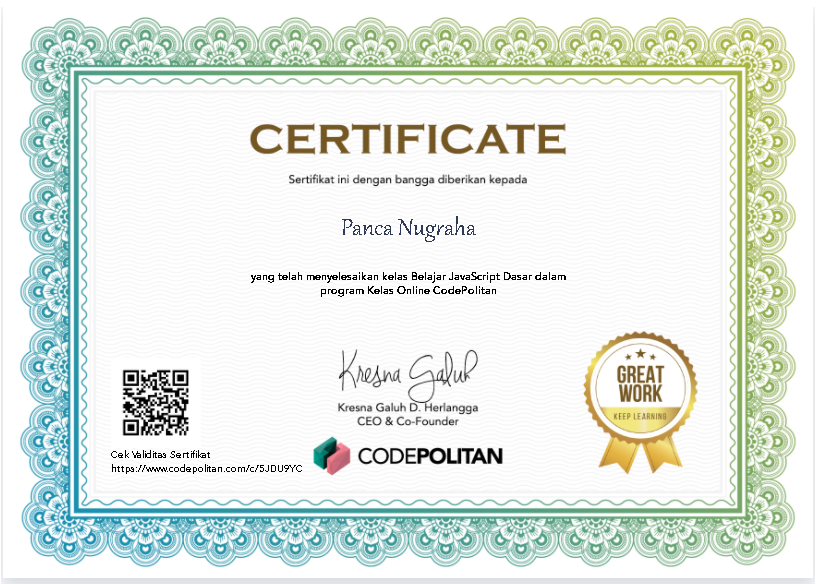 CERTIFICATE
Sertifikat ini dengan bangga diberikan kepada
Panca Nugraha
yang telah menyelesaikan kelas Belajar JavaScript Dasar dalam
program Kelas Online CodePolitan
Kresna Galuh
Kresna Galuh D. Herlangga
CEO & Co-Founder
CODEPOLITAN
Cek Validitas Sertifikat
https://www.codepolitan.com/c/5JDU9YC
GREAT
WORK
KEEP LEARNING